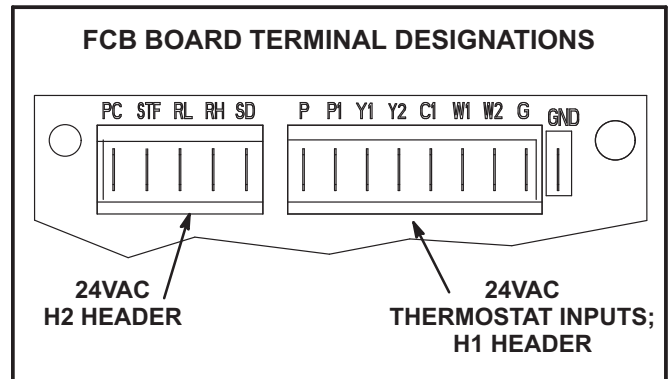 FCB BOARD TERMINAL DESIGNATIONS
PC STF RL RH SD P P1 Y1 Y2 C1 W1 W2 G GND
24VAC
H2 HEADER
24VAC
THERMOSTAT INPUTS;
H1 HEADER